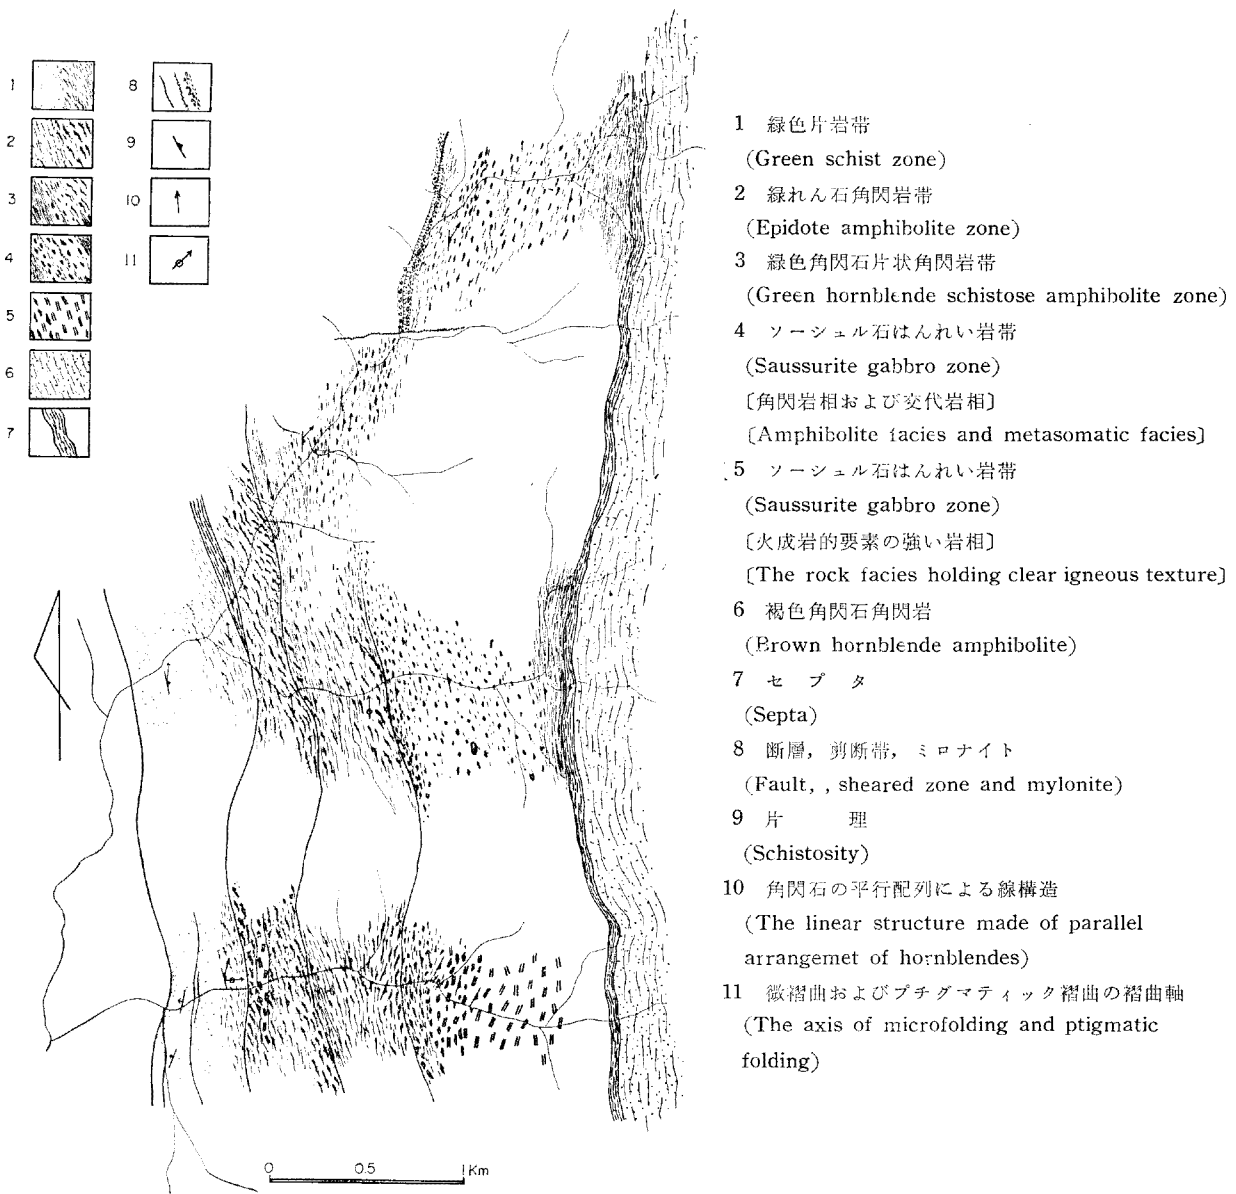 1
2
3
4
5
6
7
8
9
10
11
1 緑色片岩帯
(Green schist zone)
2 緑れん石角閃岩帯
(Epidote amphibolite zone)
3 緑色角閃石片状角閃岩帯
(Green hornblende schistose amphibolite zone)
4 ソーシュル石はんれい岩帯
(Saussurite gabbro zone)
〔角閃岩相および交代岩相〕
〔Amphibolite facies and metasomatic facies〕
5 ソーシュル石はんれい岩帯
(Saussurite gabbro zone)
〔火成岩的要素の強い岩相〕
〔The rock facies holding clear igneous texture〕
6 褐色角閃石角閃岩
(Brown hornblende amphibolite)
7 セプタ
(Septa)
8 断層，剪断帯，ミロナイト
(Fault, , sheared zone and mylonite)
9 片理
(Schistosity)
10 角閃石の平行配列による線構造
(The linear structure made of parallel
arrangemet of hornblendes)
11 微褶曲およびプチグマティック褶曲の褶曲軸
(The axis of microfolding and ptigmatic
folding)
0 0.5 1Km